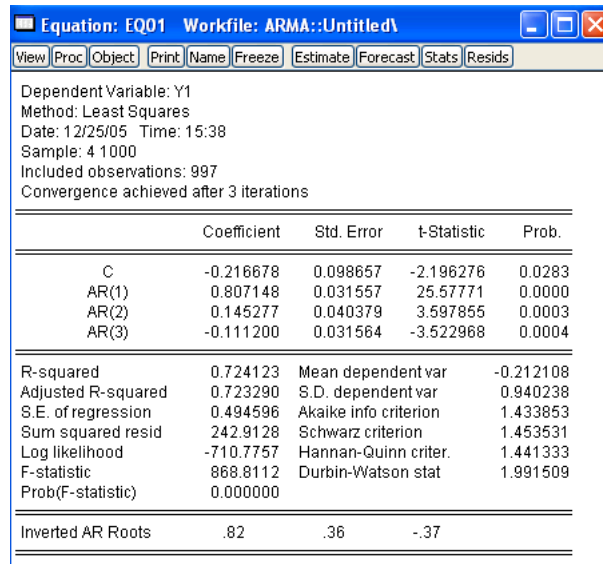 Equation: EQ01 Workfile: ARMA::Untitled\
View Proc Object Print Name Freeze Estimate Forecast Stats Resids
Dependent Variable: Y1
Method: Least Squares
Date: 12/25/05 Time: 15:38
Sample: 4 1000
Included observations: 997
Convergence achieved after 3 iterations
Coefficient Std. Error t-Statistic Prob.
C -0.216678 0.098657 -2.196276 0.0283
AR(1) 0.807148 0.031557 25.57771 0.0000
AR(2) 0.145277 0.040379 3.597855 0.0003
AR(3) -0.111200 0.031564 -3.522968 0.0004
R-squared 0.724123 Mean dependent var -0.212108
Adjusted R-squared 0.723290 S.D. dependent var 0.940238
S.E. of regression 0.494596 Akaike info criterion 1.433853
Sum squared resid 242.9128 Schwarz criterion 1.453531
Log likelihood -710.7757 Hannan-Quinn criter. 1.441333
F-statistic 868.8112 Durbin-Watson stat 1.991509
Prob(F-statistic) 0.000000
Inverted AR Roots .82 .36 -.37